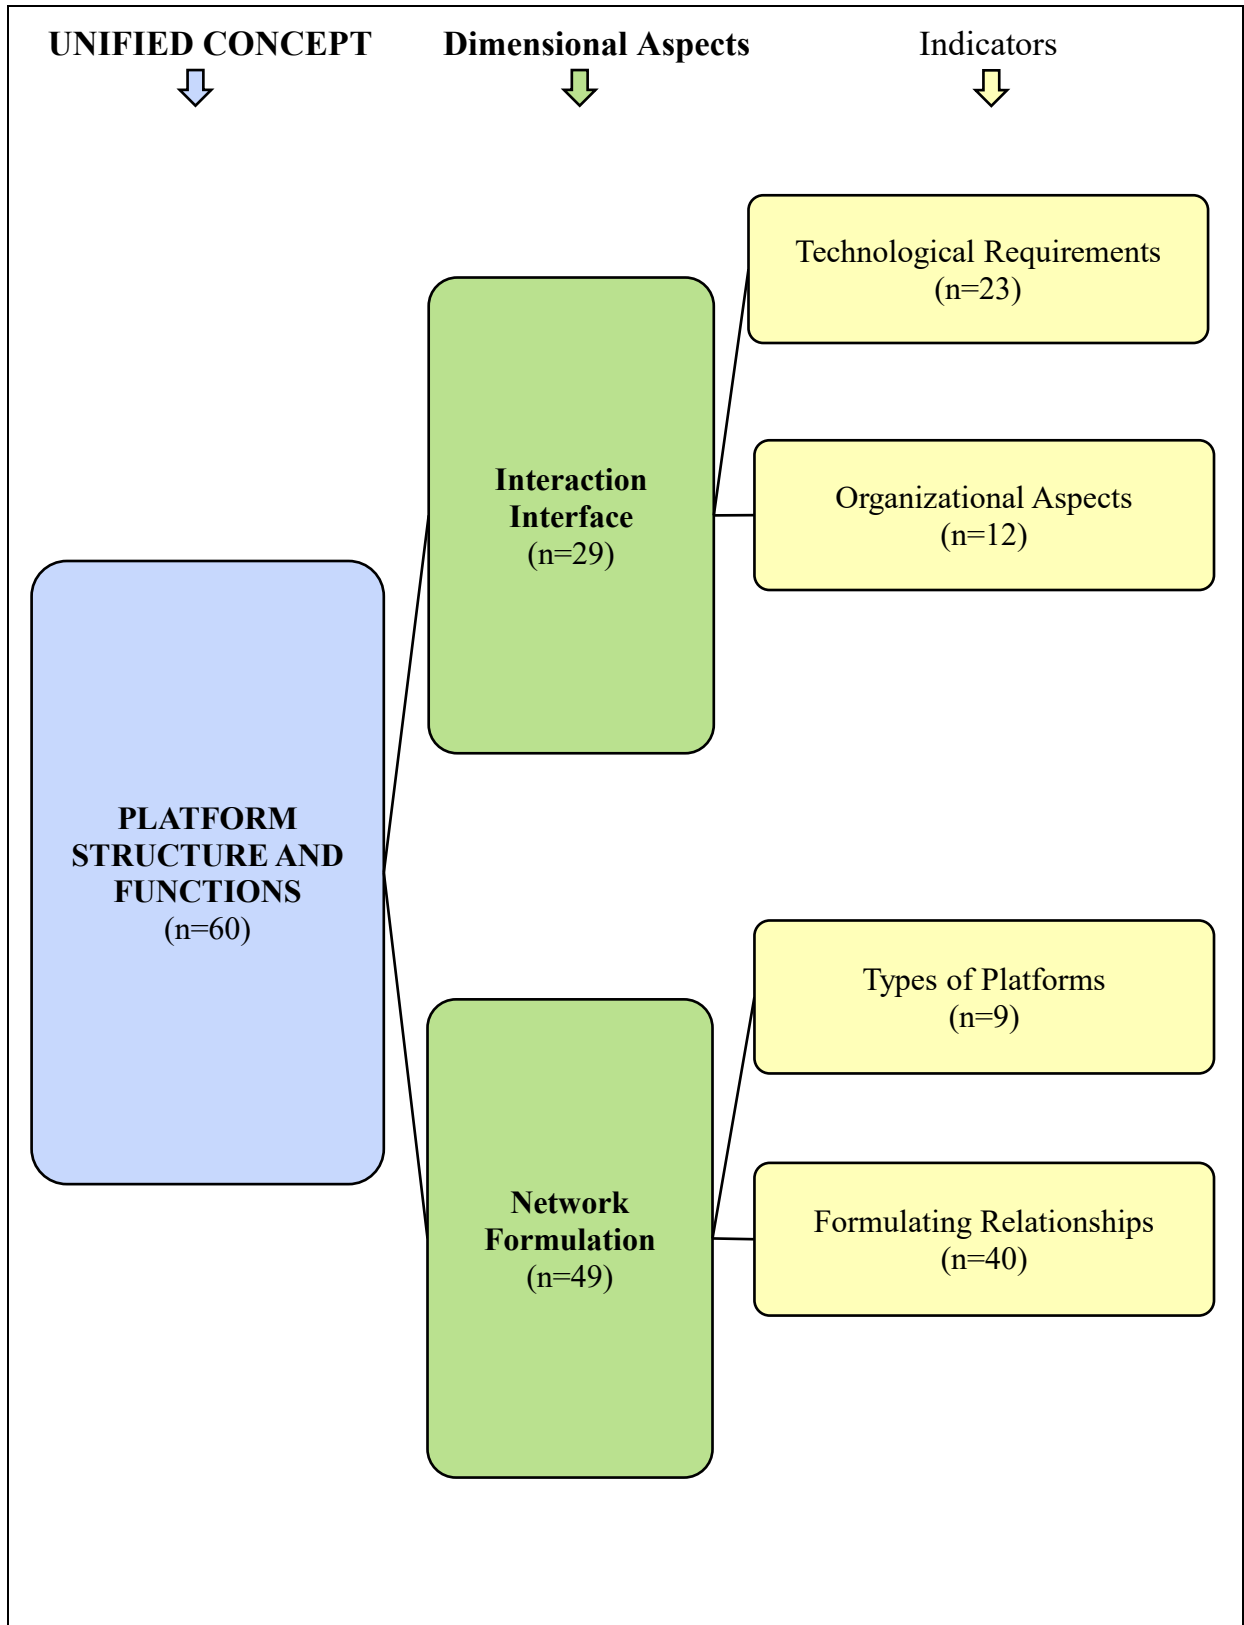 UNIFIED CONCEPT
Dimensional Aspects
Indicators
Technological Requirements
(n=23)
Interaction
Interface
(n=29)
Organizational Aspects
(n=12)
PLATFORM
STRUCTURE AND
FUNCTIONS
(n=60)
Types of Platforms
(n=9)
Network
Formulation
(n=49)
Formulating Relationships
(n=40)